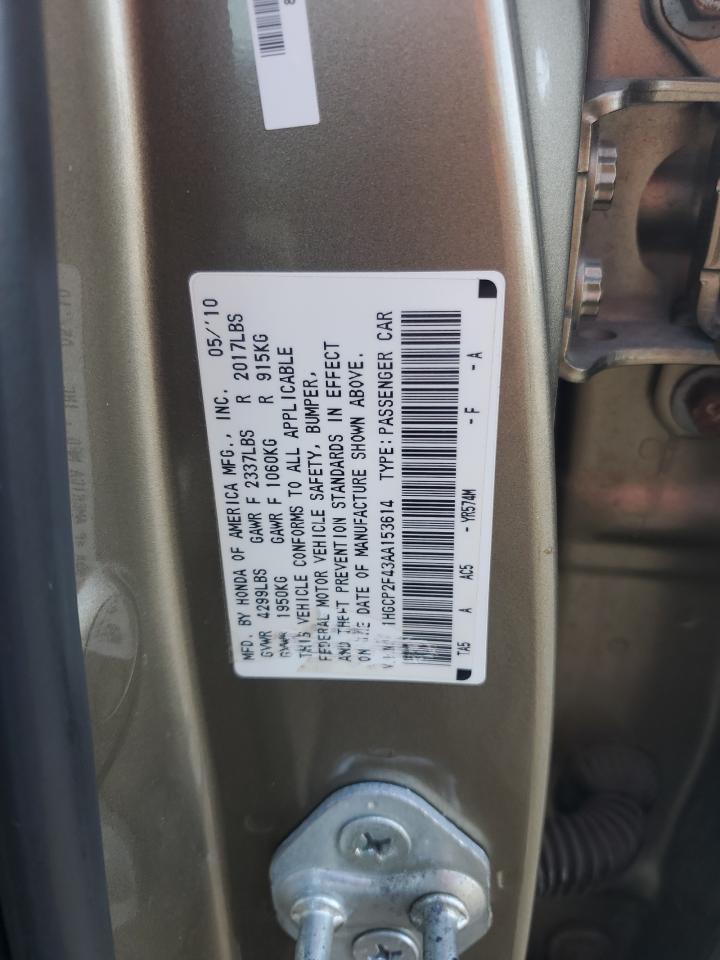 MFD. BY HONDA OF AMERICA MFG., INC. 05/'10
GVWR 4299LBS GAWR F 2337LBS R 2017LBS
GVWR 1950KG GAWR F 1060KG R 915KG
THIS VEHICLE CONFORMS TO ALL APPLICABLE
FEDERAL MOTOR VEHICLE SAFETY, BUMPER,
AND THEFT PREVENTION STANDARDS IN EFFECT
ON THE DATE OF MANUFACTURE SHOWN ABOVE.
1HGCP2F43AA153614 TYPE: PASSENGER CAR
TA5 A AC5 - YR574M - F - A